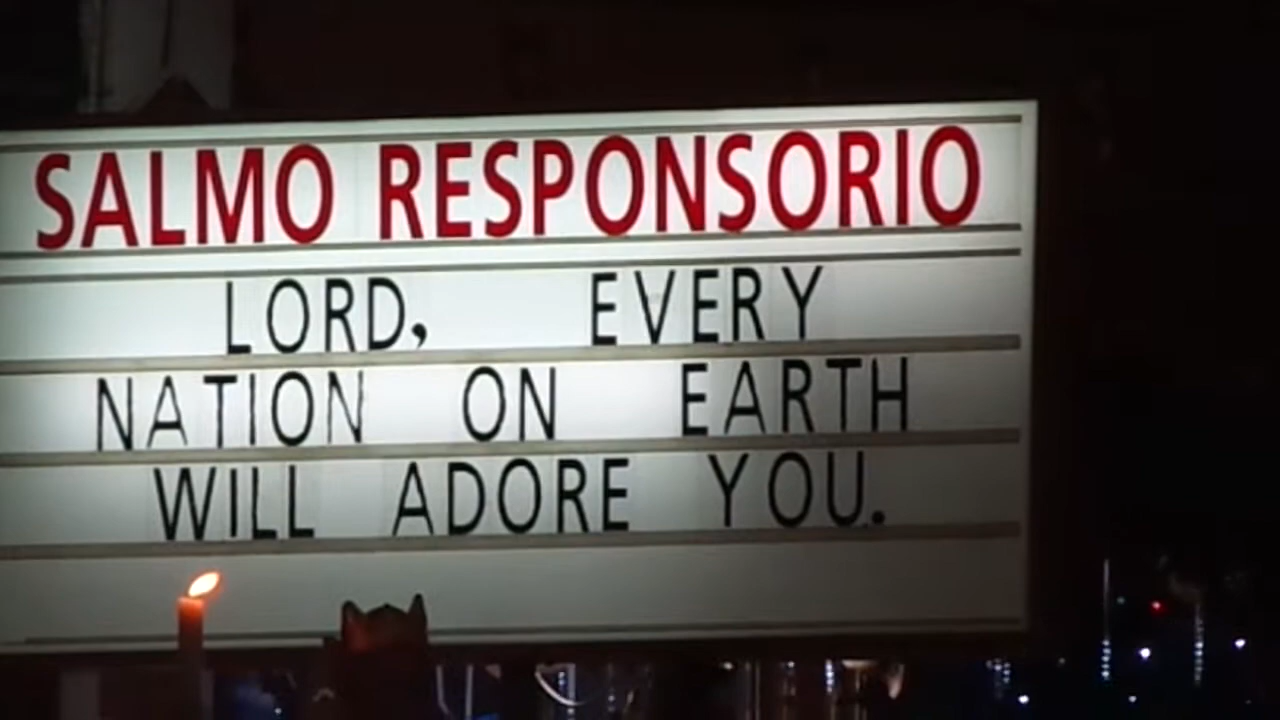 SALMO RESPONSORIO
LORD, EVERY
NATION ON EARTH
WILL ADORE YOU.